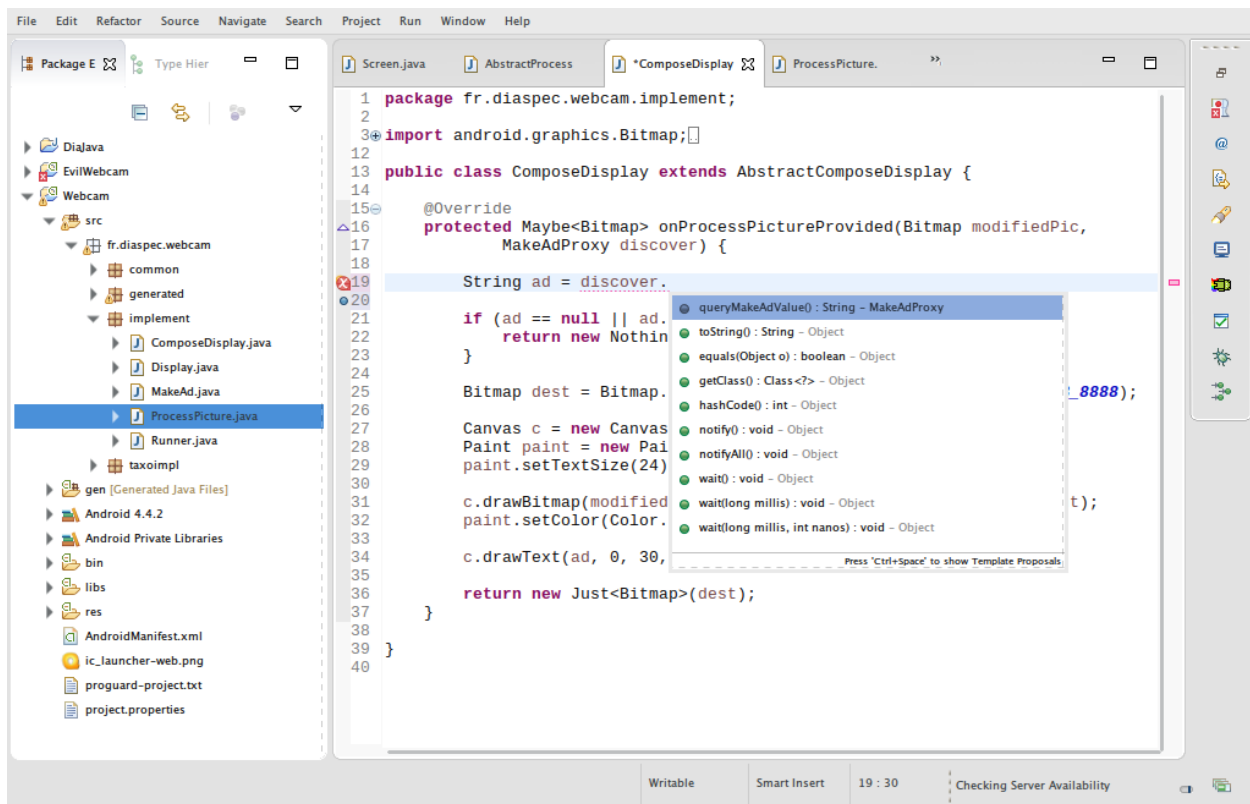 File Edit Refactor Source Navigate Search Project Run Window Help
Package E Type Hier
DiaJava
EvilWebcam
Webcam
src
fr.diaspec.webcam
common
generated
implement
ComposeDisplay.java
Display.java
MakeAd.java
ProcessPicture.java
Runner.java
taxoimpl
gen [Generated Java Files]
Android 4.4.2
Android Private Libraries
bin
libs
res
AndroidManifest.xml
ic_launcher-web.png
proguard-project.txt
project.properties
Screen.java AbstractProcess *ComposeDisplay ProcessPicture. »
1 package fr.diaspec.webcam.implement;
2
3 import android.graphics.Bitmap;
12
13 public class ComposeDisplay extends AbstractComposeDisplay {
14
15 @Override
16 protected Maybe<Bitmap> onProcessPictureProvided(Bitmap modifiedPic,
17 MakeAdProxy discover) {
18
19 String ad = discover.
20
21 if (ad == null || ad.
22 return new Nothin
23 }
24
25 Bitmap dest = Bitmap. _8888);
26
27 Canvas c = new Canvas
28 Paint paint = new Pai
29 paint.setTextSize(24)
30
31 c.drawBitmap(modified t);
32 paint.setColor(Color.
33
34 c.drawText(ad, 0, 30,
35
36 return new Just<Bitmap>(dest);
37 }
38
39 }
40
queryMakeAdValue() : String - MakeAdProxy
toString() : String - Object
equals(Object o) : boolean - Object
getClass() : Class<?> - Object
hashCode() : int - Object
notify() : void - Object
notifyAll() : void - Object
wait() : void - Object
wait(long millis) : void - Object
wait(long millis, int nanos) : void - Object
Press 'Ctrl+Space' to show Template Proposals
Writable Smart Insert 19 : 30 Checking Server Availability